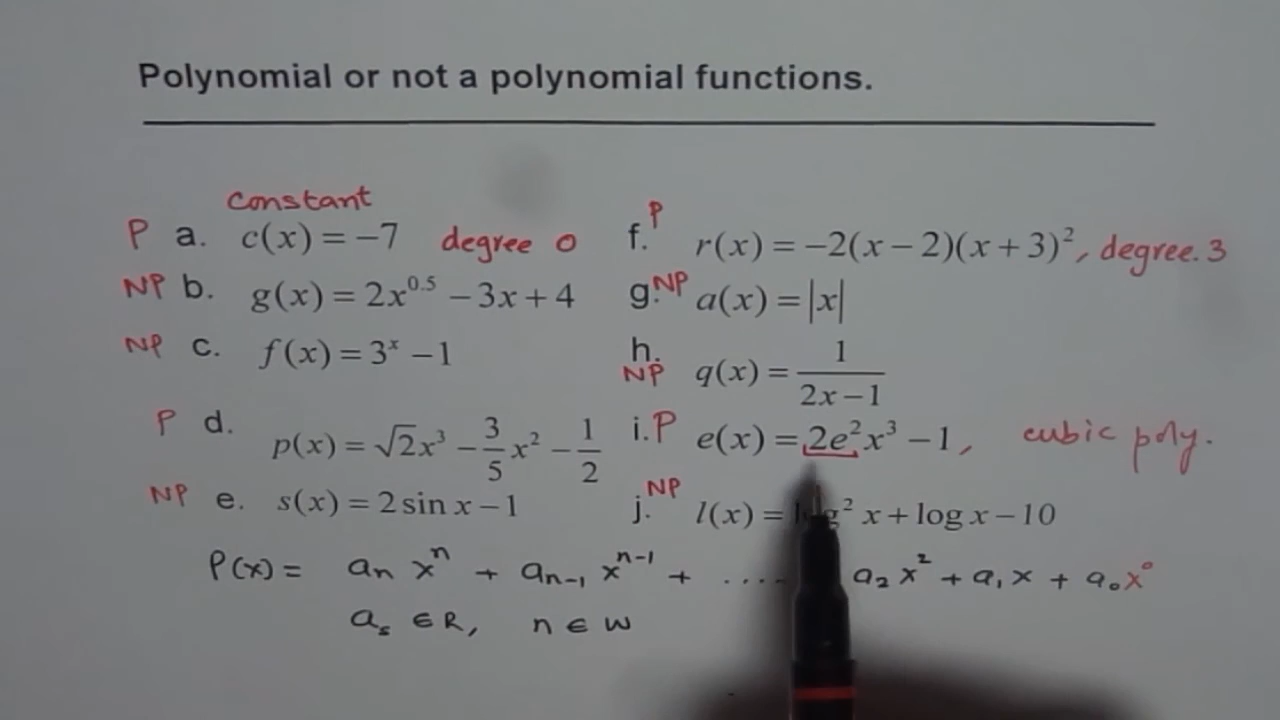 Polynomial or not a polynomial functions.
constant
P a. c(x) = −7 degree 0
NP b. g(x) = 2x^0.5 − 3x + 4
NP c. f(x) = 3^x − 1
P d. p(x) = √2x³ − 3/5 x² − 1/2
NP e. s(x) = 2 sin x − 1
P
f. r(x) = −2(x − 2)(x + 3)², degree. 3
g. NP a(x) = |x|
h.
NP q(x) = 1/(2x − 1)
i. P e(x) = 2e²x³ − 1, cubic poly.
NP
j. l(x) = x + log x − 10
P(x) = aₙ xⁿ + aₙ₋₁ xⁿ⁻¹ + .... a₂ x² + a₁ x + a₀ x⁰
aₛ ∈ R, n ∈ W